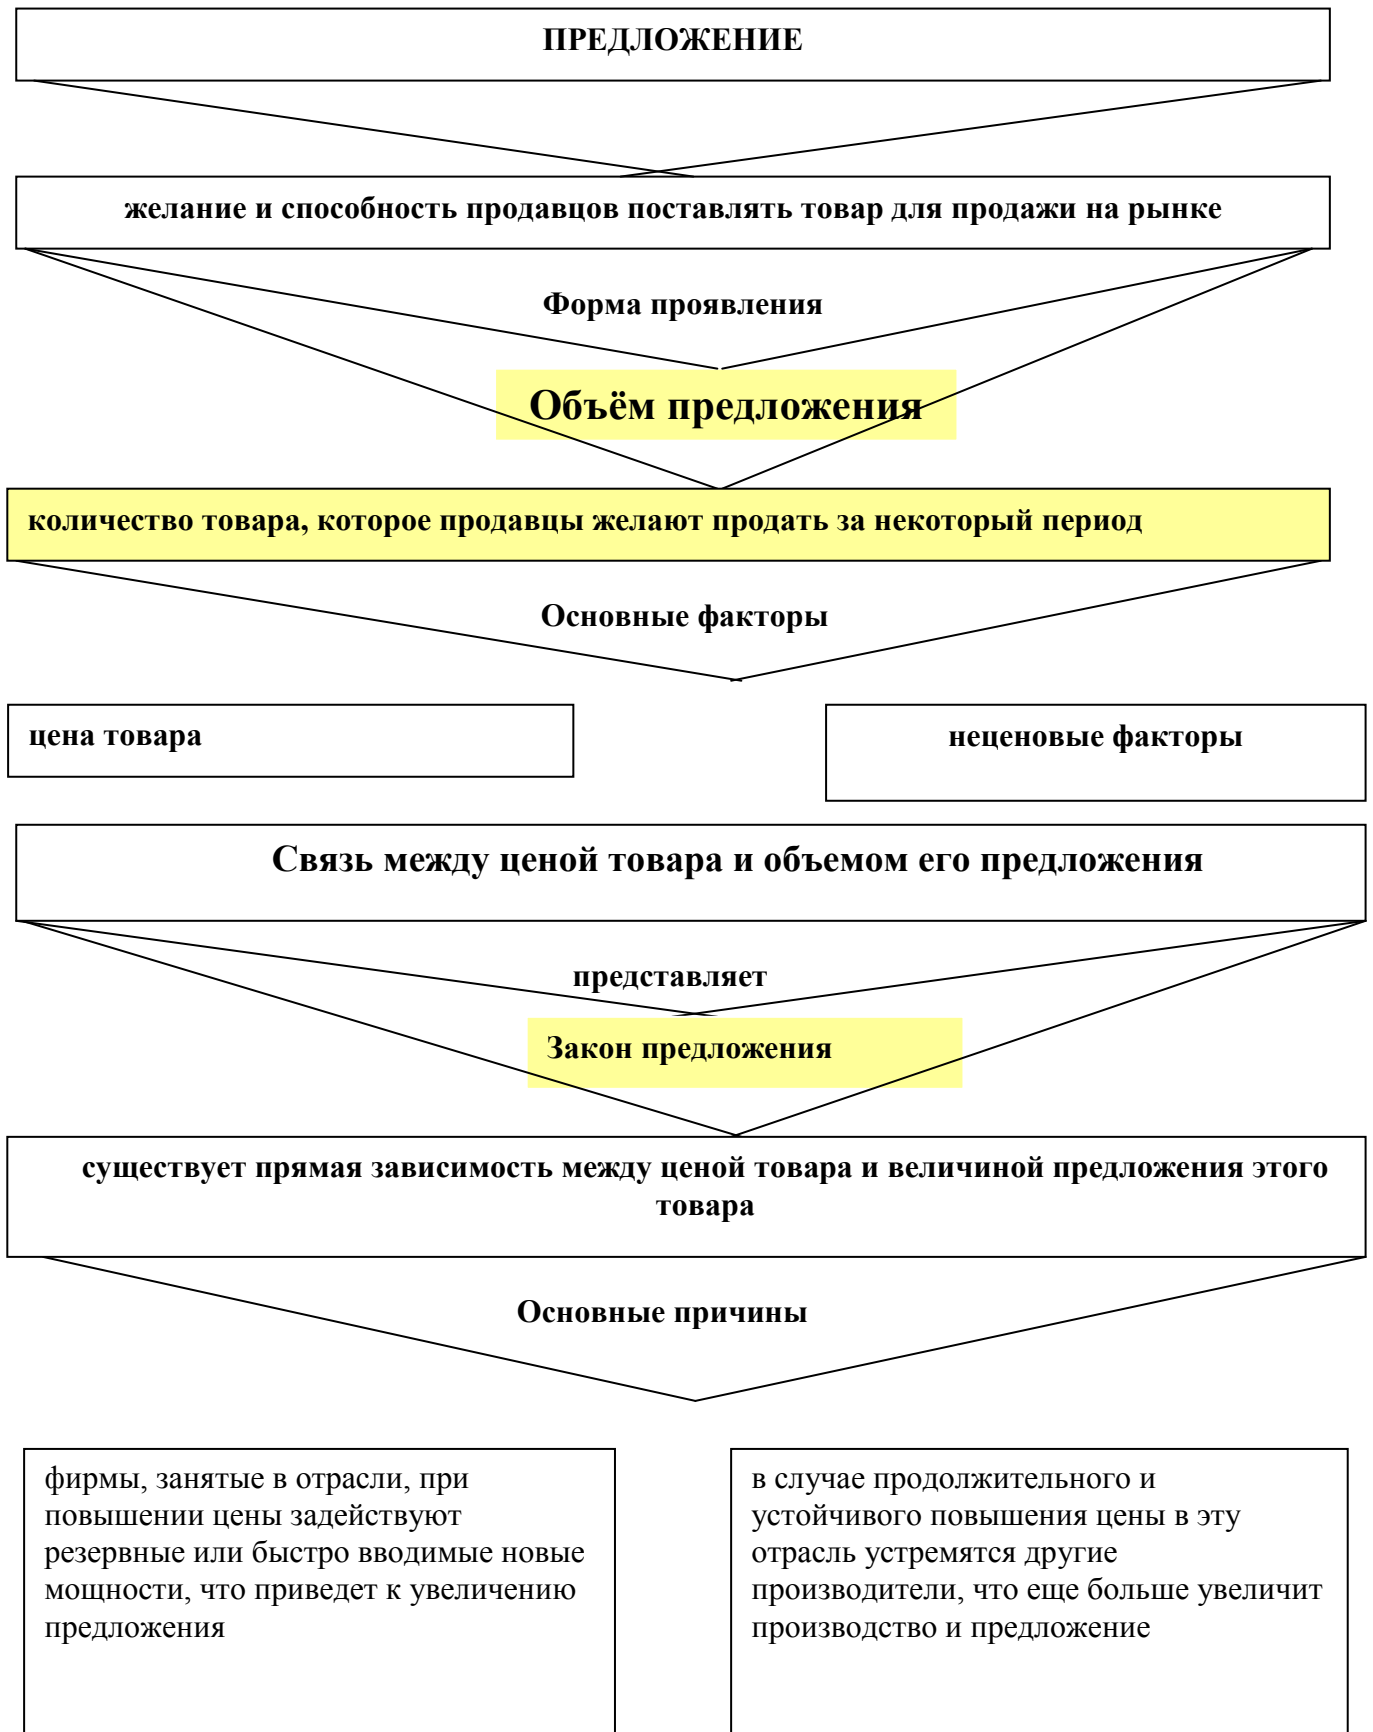 ПРЕДЛОЖЕНИЕ
желание и способность продавцов поставлять товар для продажи на рынке
Форма проявления
Объём предложения
количество товара, которое продавцы желают продать за некоторый период
Основные факторы
цена товара
неценовые факторы
Связь между ценой товара и объемом его предложения
представляет
Закон предложения
существует прямая зависимость между ценой товара и величиной предложения этого
товара
Основные причины
фирмы, занятые в отрасли, при
повышении цены задействуют
резервные или быстро вводимые новые
мощности, что приведет к увеличению
предложения
в случае продолжительного и
устойчивого повышения цены в эту
отрасль устремятся другие
производители, что еще больше увеличит
производство и предложение